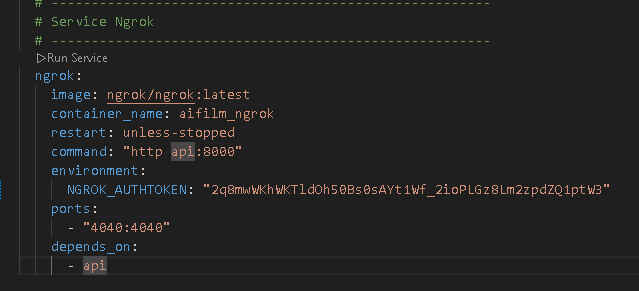 # -------------------------------------------------
# Service Ngrok
# -------------------------------------------------
▷Run Service
ngrok:
  image: ngrok/ngrok:latest
  container_name: aifilm_ngrok
  restart: unless-stopped
  command: "http api:8000"
  environment:
    NGROK_AUTHTOKEN: "2q8mwWKhWKTldOh50Bs0sAYt1Wf_2ioPLGz8Lm2zpdZQ1ptW3"
  ports:
    - "4040:4040"
  depends_on:
    - api